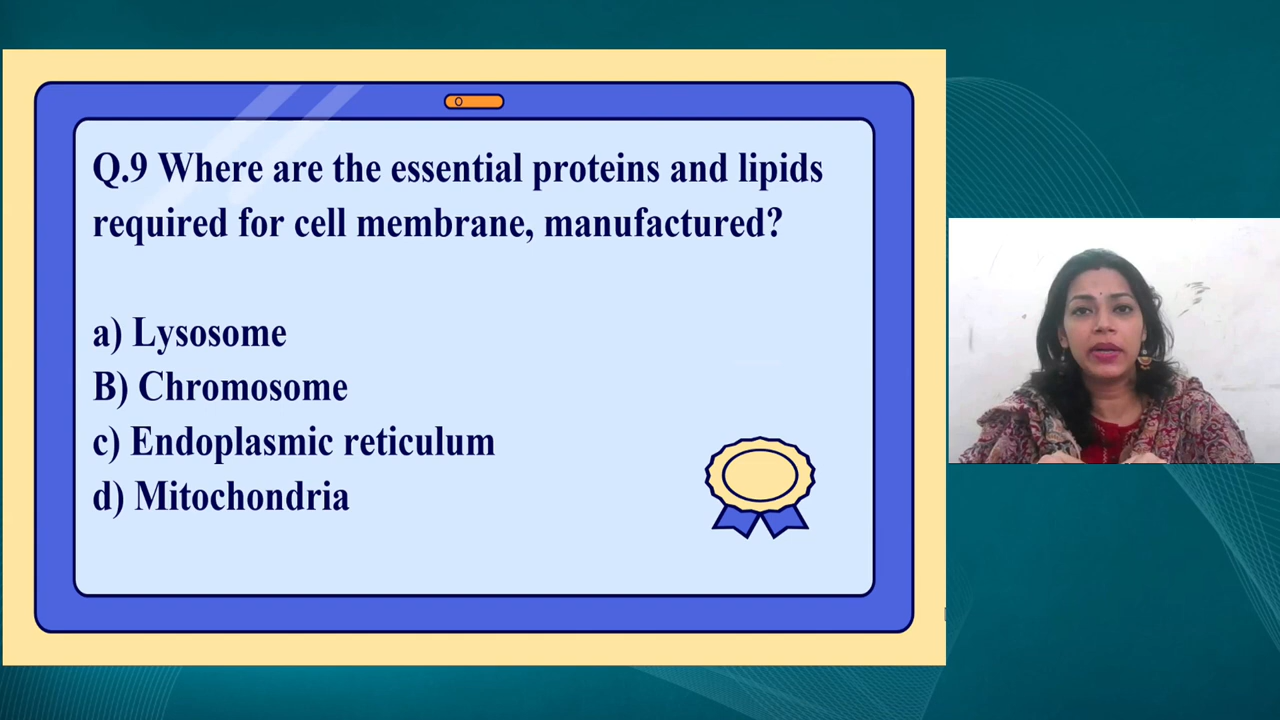 Q.9 Where are the essential proteins and lipids
required for cell membrane, manufactured?
a) Lysosome
B) Chromosome
c) Endoplasmic reticulum
d) Mitochondria